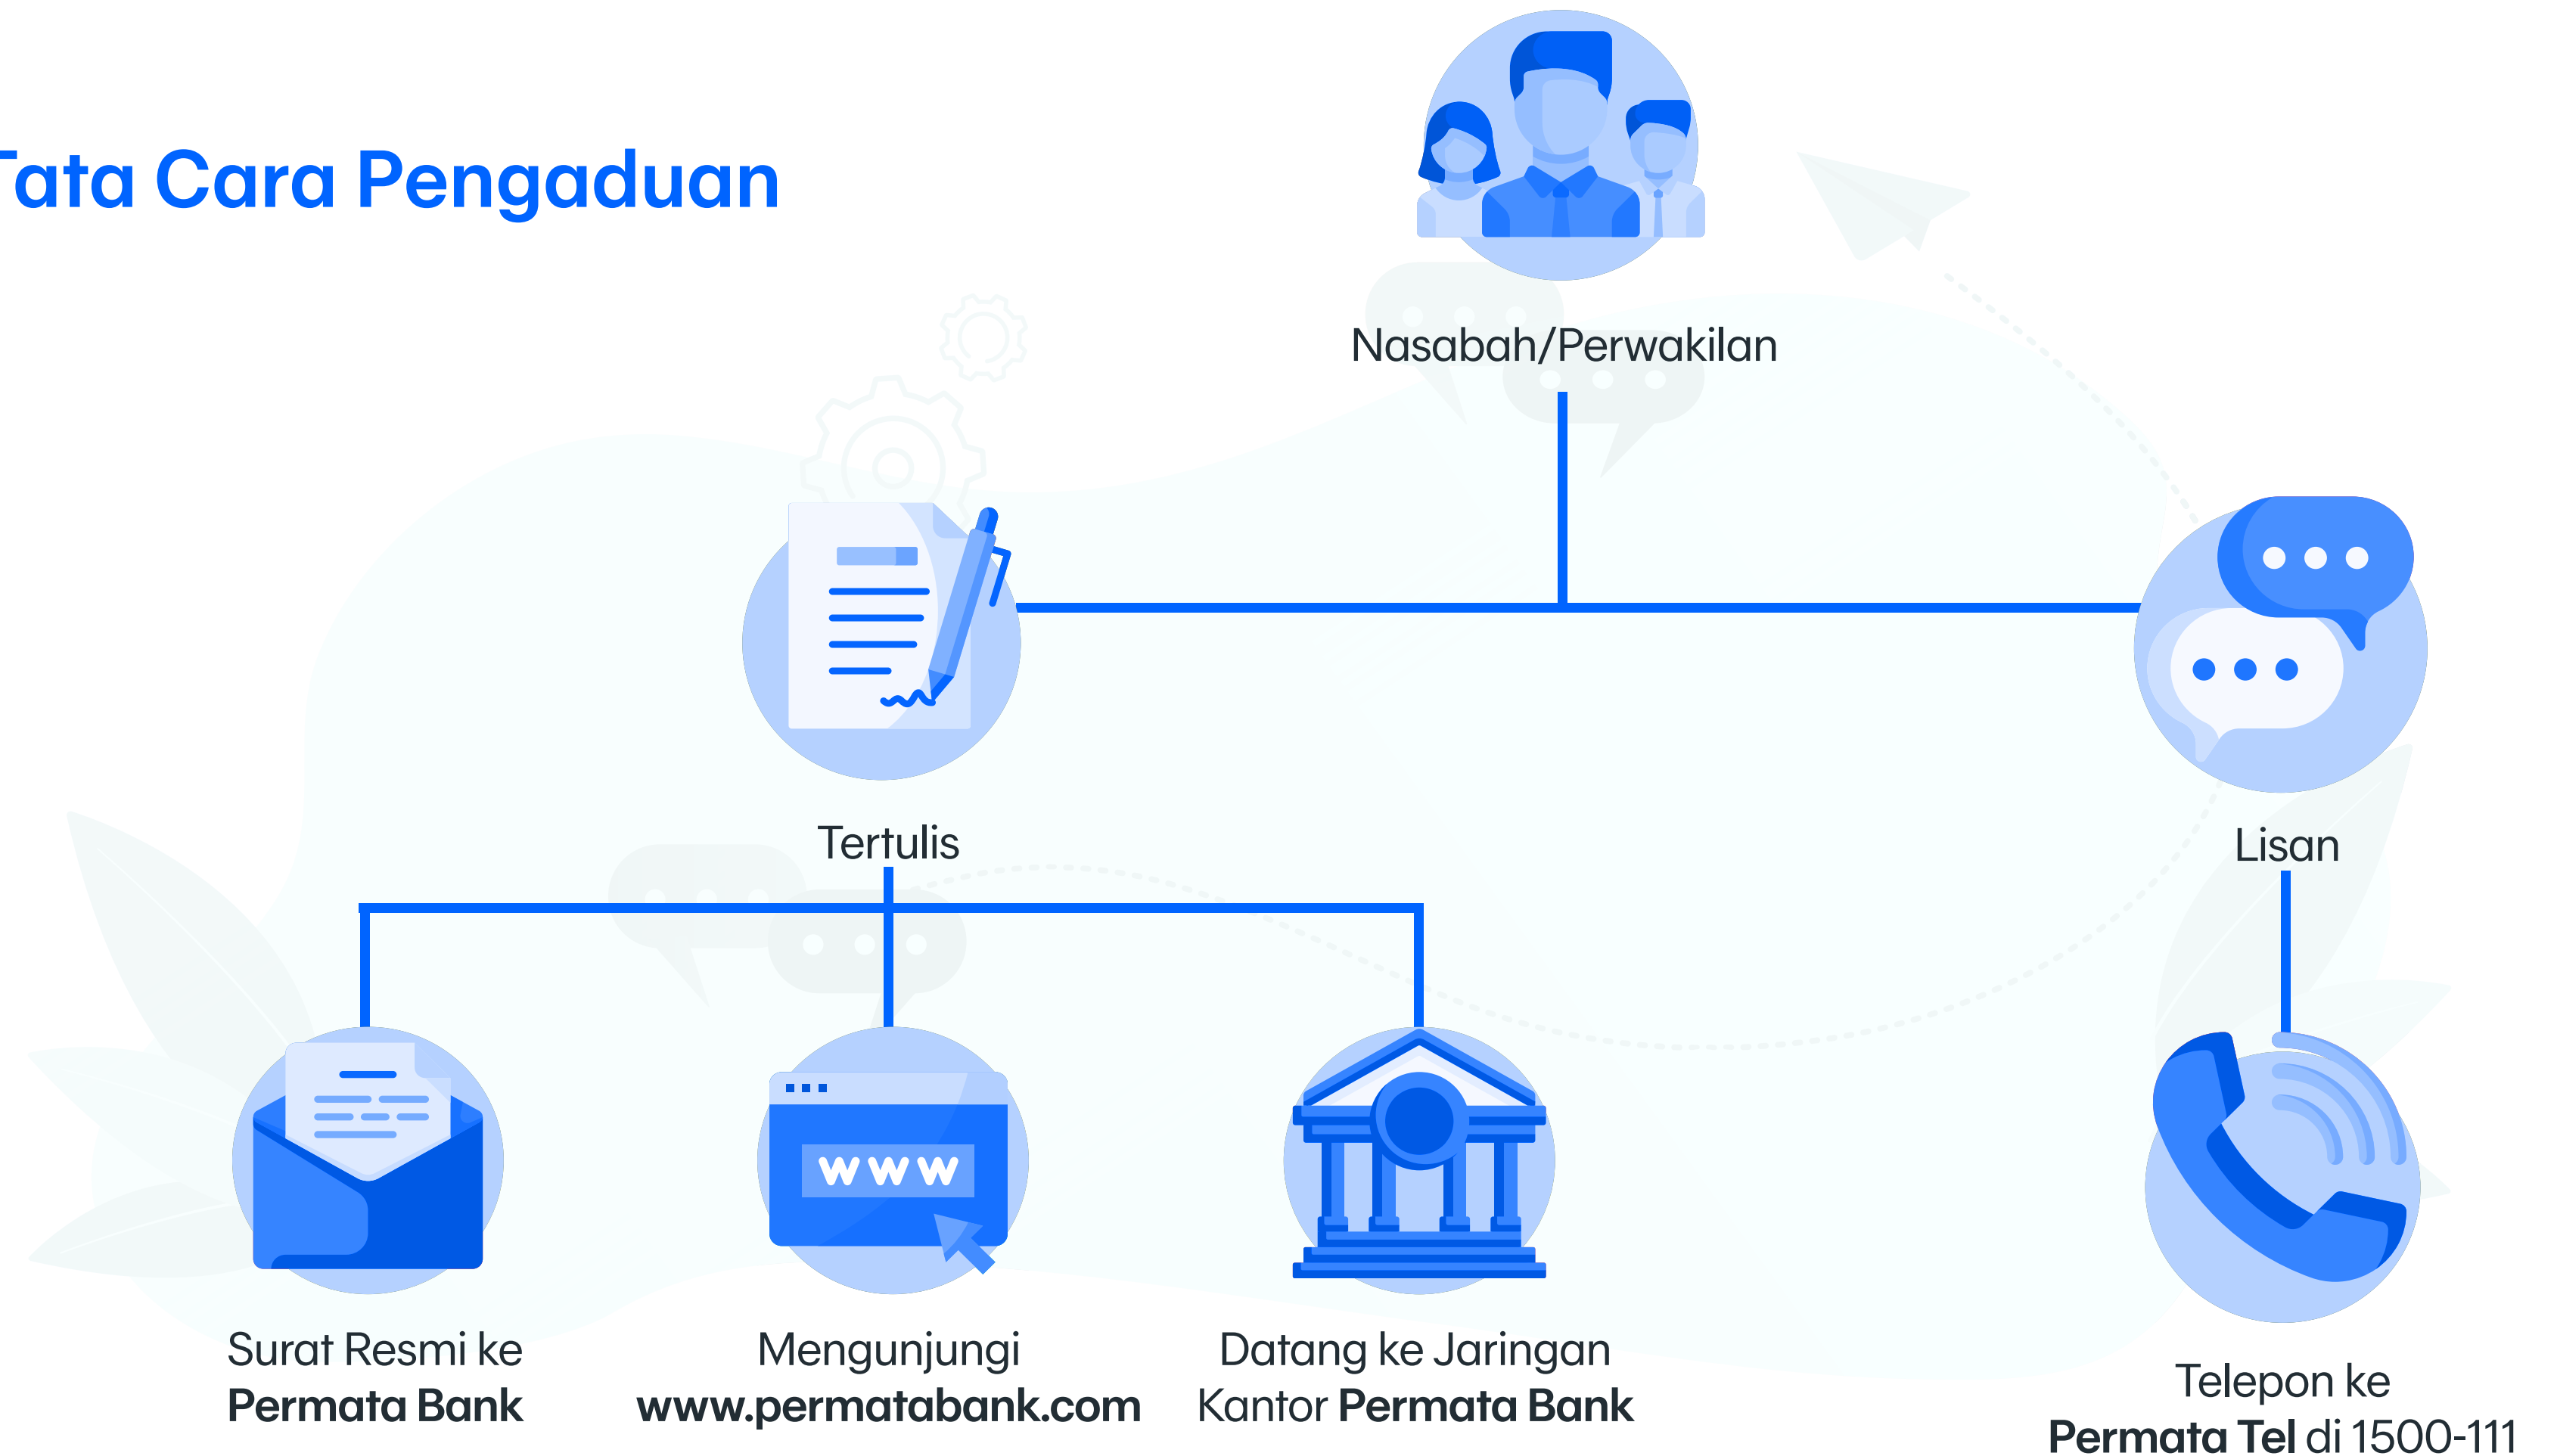 Tata Cara Pengaduan
Nasabah/Perwakilan
Tertulis
Lisan
Surat Resmi ke
Permata Bank
Mengunjungi
www.permatabank.com
Datang ke Jaringan
Kantor Permata Bank
Telepon ke
Permata Tel di 1500-111
www